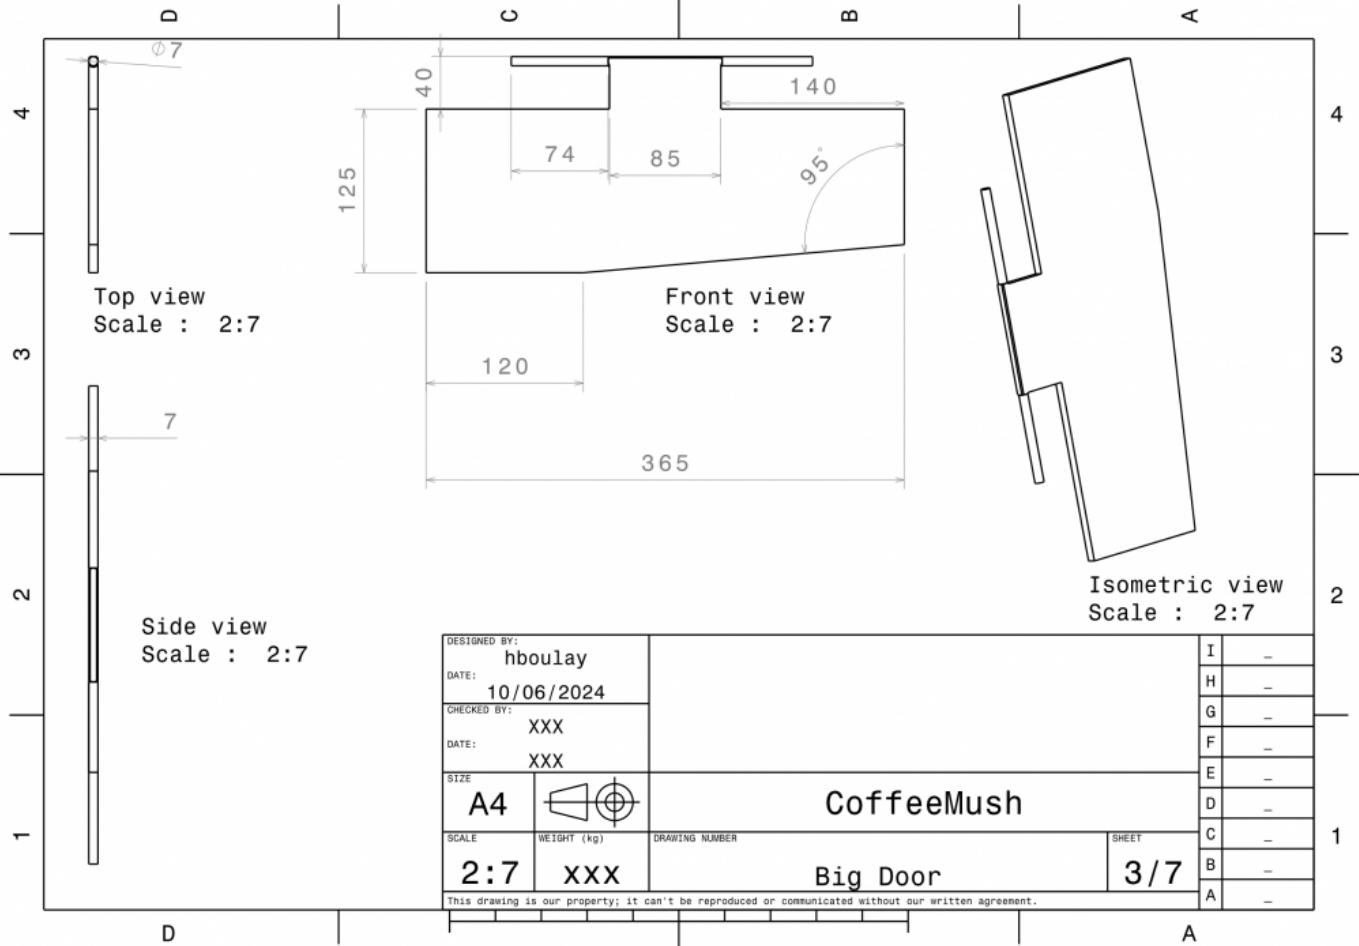 D
C
B
A
4
4
3
3
2
2
1
1
Ø7
40
140
74
85
95°
125
Top view
Scale : 2:7
Front view
Scale : 2:7
120
365
7
Side view
Scale : 2:7
Isometric view
Scale : 2:7
DESIGNED BY:
hboulay
DATE:
10/06/2024
CHECKED BY:
XXX
DATE:
XXX
SIZE
A4
CoffeeMush
SCALE
2:7
WEIGHT (kg)
xxx
DRAWING NUMBER
Big Door
SHEET
3/7
This drawing is our property; it can't be reproduced or communicated without our written agreement.
I _
H _
G _
F _
E _
D _
C _
B _
A _
D
A